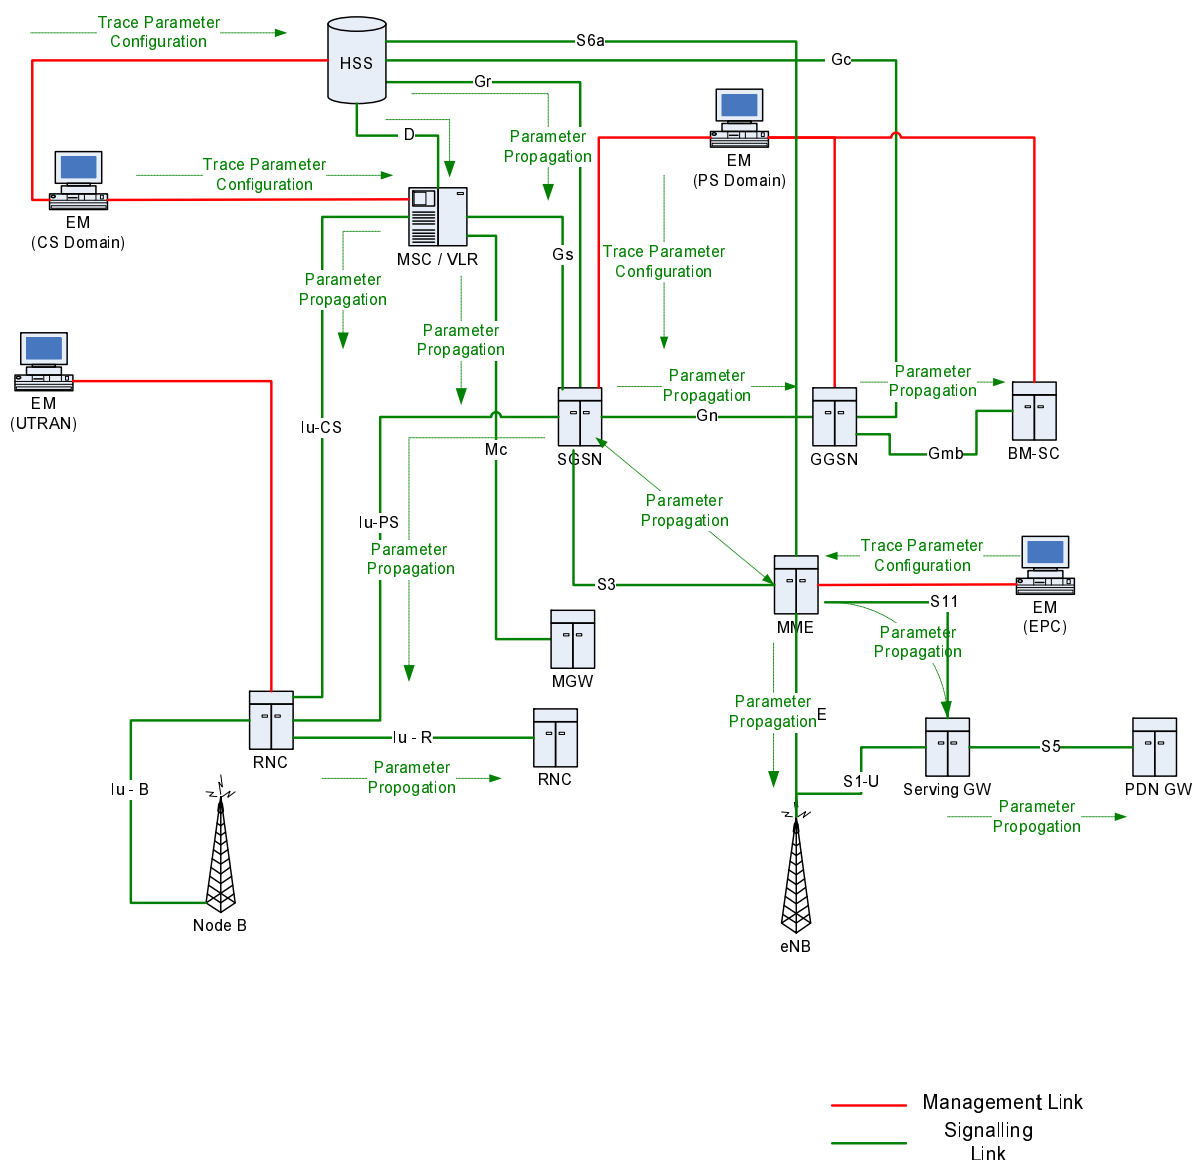 Trace Parameter
Configuration
HSS
S6a
Gc
Gr
D
Parameter
Propagation
EM
(PS Domain)
Trace Parameter
Configuration
EM
(CS Domain)
MSC / VLR
Gs
Trace Parameter
Configuration
Parameter
Propagation
Parameter
Propagation
EM
(UTRAN)
Parameter
Propagation
Parameter
Propagation
Iu-CS
Gn
Mc
SGSN
GGSN
Gmb
BM-SC
Iu-PS
Parameter
Propagation
Parameter
Propagation
Trace Parameter
Configuration
S3
MME
S11
EM
(EPC)
Parameter
Propagation
MGW
Parameter
Propagation
E
RNC
Iu - R
RNC
Parameter
Propogation
Iu - B
S1-U
Serving GW
S5
PDN GW
Parameter
Propogation
Node B
eNB
Management Link
Signalling
Link